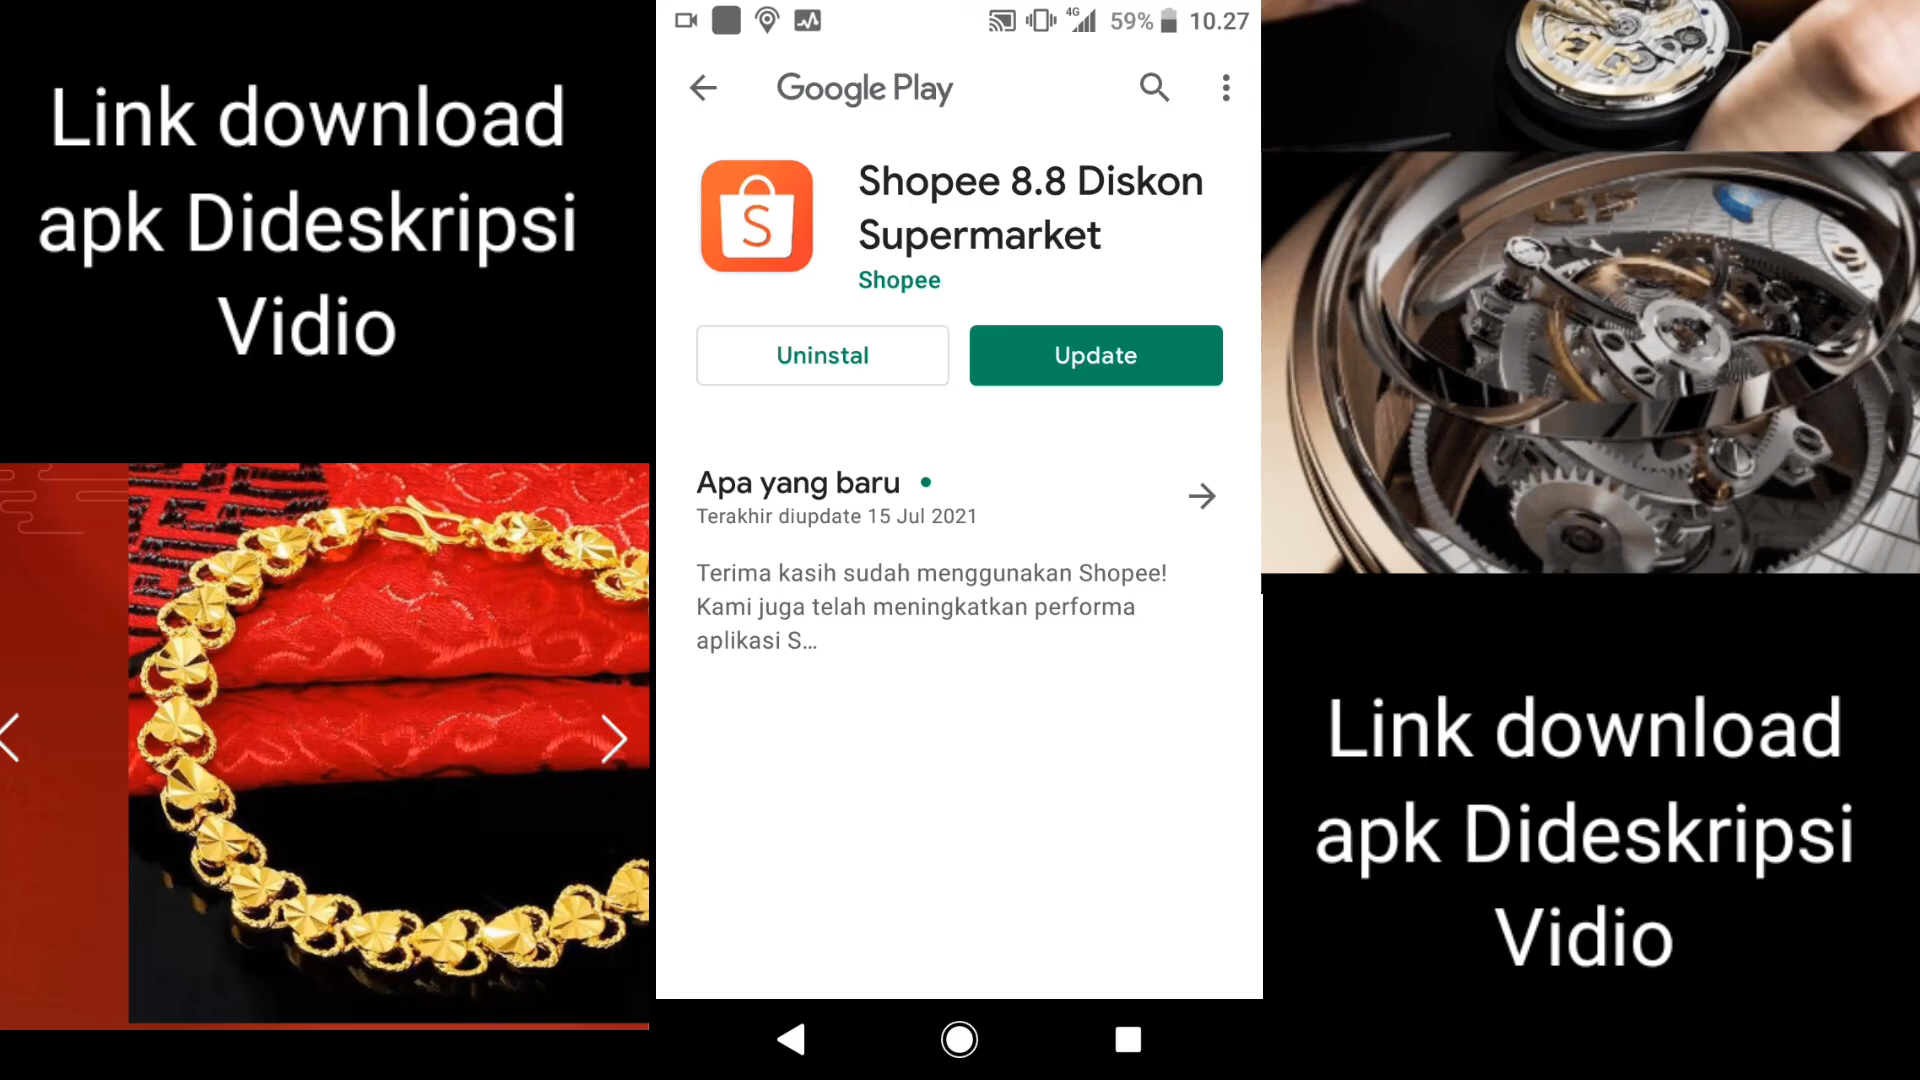 Link download
apk Dideskripsi
Vidio
4G
59%
10.27
Google Play
S
Shopee 8.8 Diskon
Supermarket
Shopee
Uninstal
Update
Apa yang baru
Terakhir diupdate 15 Jul 2021
Terima kasih sudah menggunakan Shopee!
Kami juga telah meningkatkan performa
aplikasi S...
Link download
apk Dideskripsi
Vidio